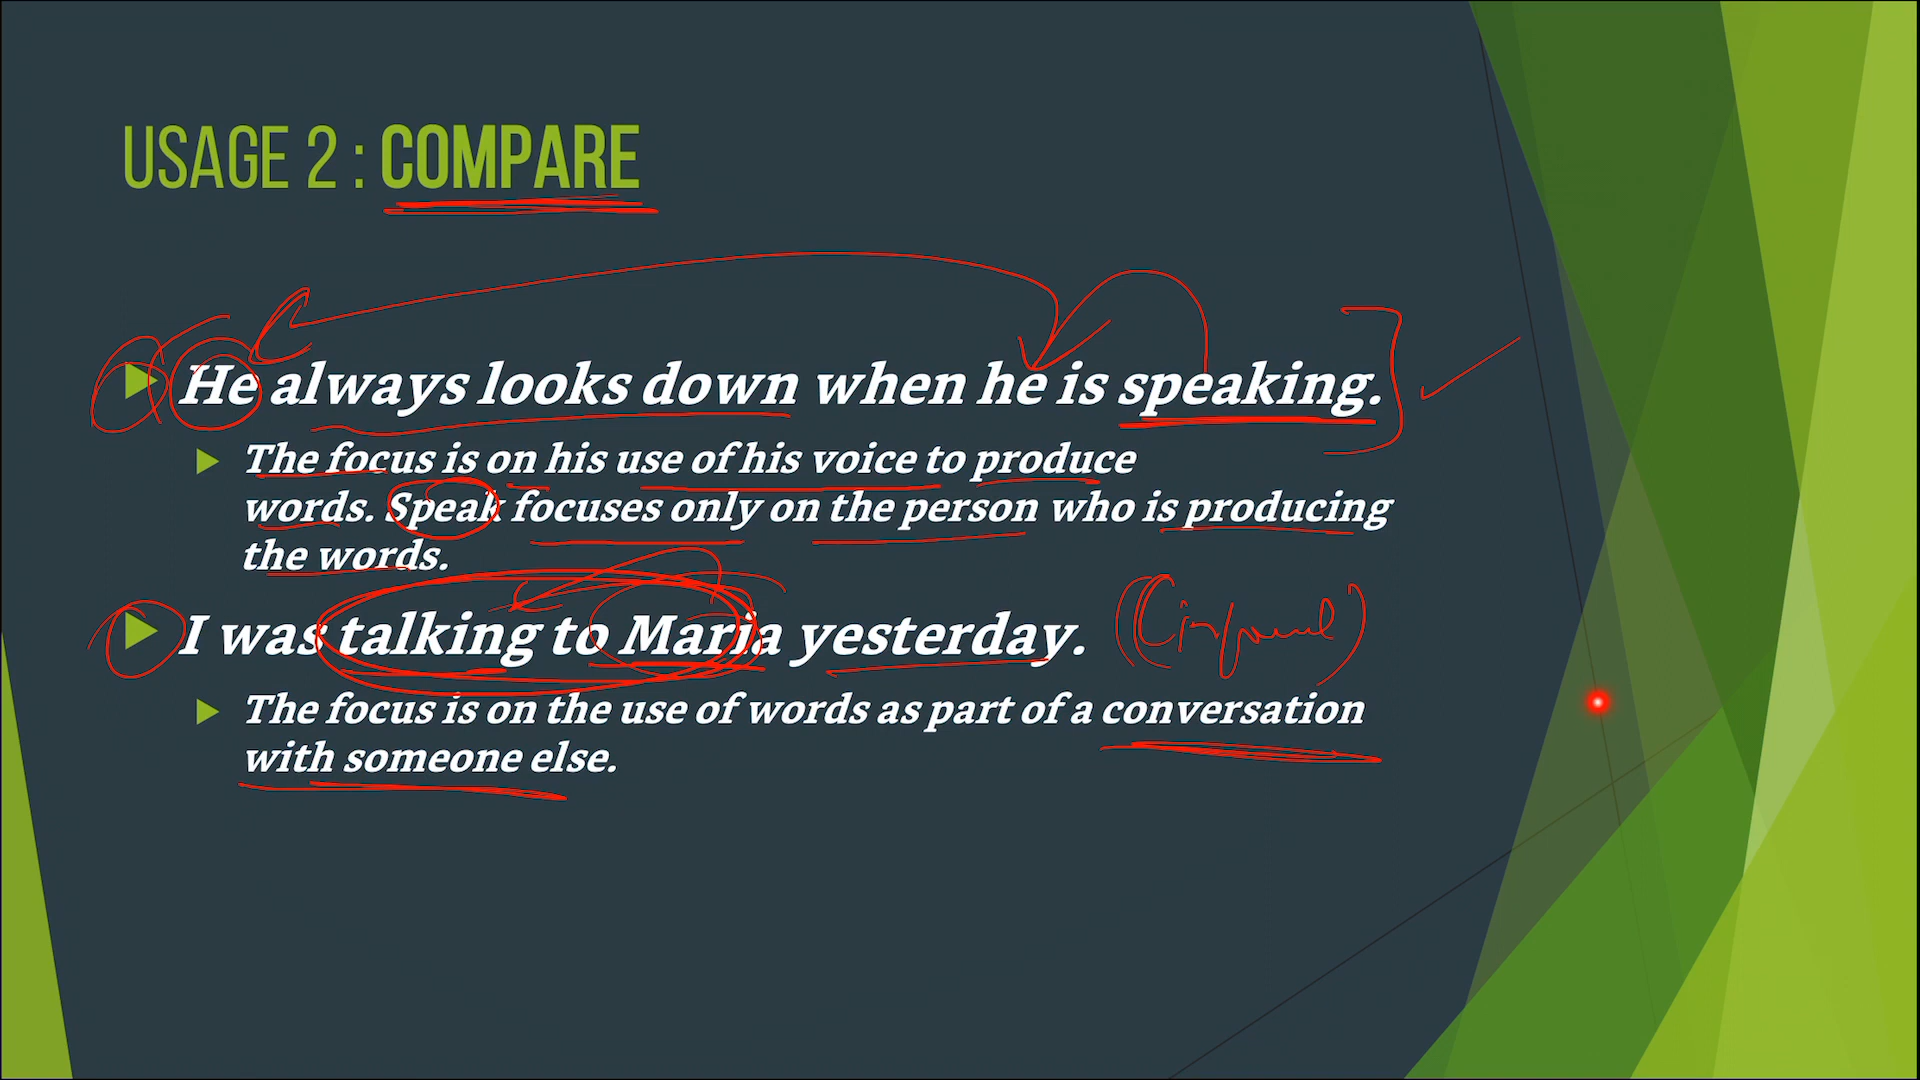 USAGE 2 : COMPARE
He always looks down when he is speaking.
The focus is on his use of his voice to produce
words. Speak focuses only on the person who is producing
the words.
I was talking to Maria yesterday. (informal)
The focus is on the use of words as part of a conversation
with someone else.